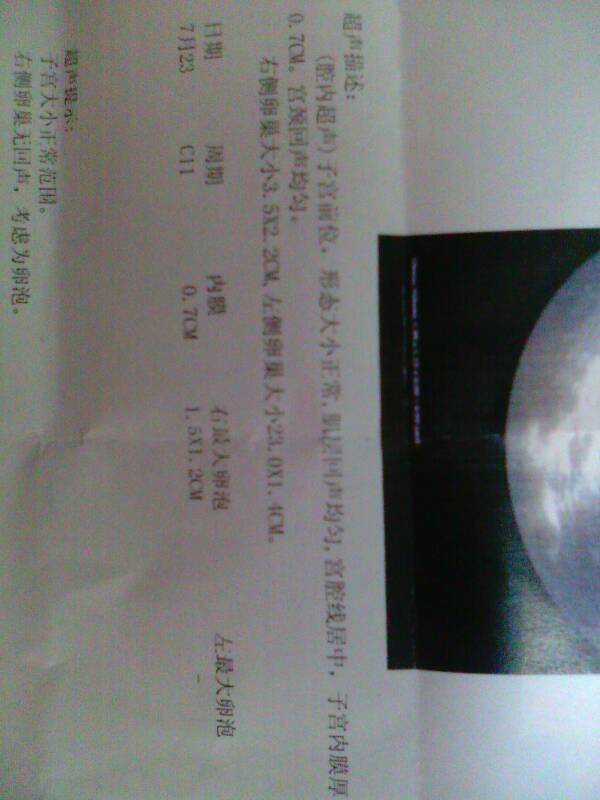 超声描述:
(腔内超声)子宫前位, 形态大小正常,肌层回声均匀,宫腔线居中, 子宫内膜厚
0.7CM。宫颈回声均匀。
右侧卵巢大小3.5X2.2CM,左侧卵巢大小23.0X1.4CM。
日期 周期 内膜 右最大卵泡 左最大卵泡
7月23 C11 0.7CM 1.5X1.2CM -
超声提示:
子宫大小正常范围。
右侧卵巢无回声, 考虑为卵泡。